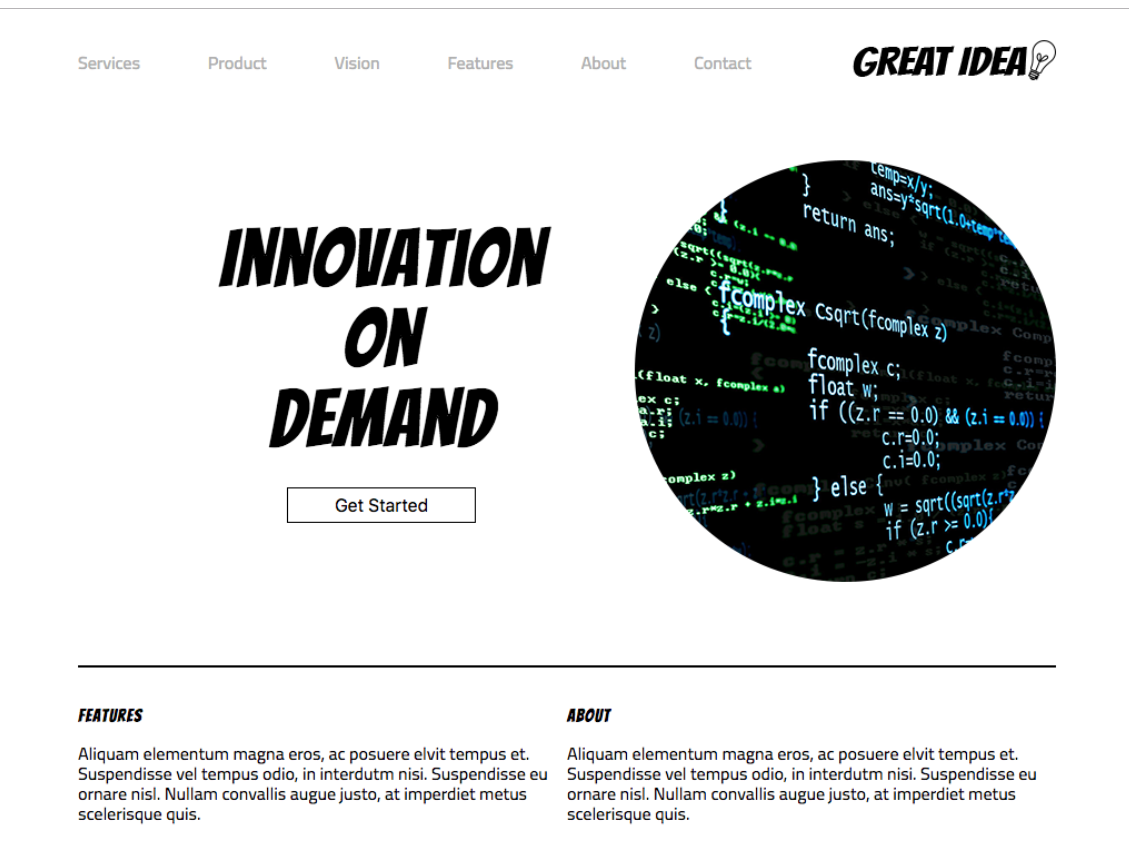 Services Product Vision Features About Contact GREAT IDEA
INNOVATION
ON
DEMAND
Get Started
temp=x/y;
}
ans=y*sqrt(1.0+temp*te
return ans;
fcomplex Csqrt(fcomplex z)
{
fcomplex c;
float w;
if ((z.r == 0.0) && (z.i == 0.0)) {
c.r=0.0;
c.i=0.0;
} else {
w = sqrt((sqrt(z.r*z
if (z.r >= 0.0){
FEATURES
Aliquam elementum magna eros, ac posuere elvit tempus et.
Suspendisse vel tempus odio, in interdutm nisi. Suspendisse eu
ornare nisl. Nullam convallis augue justo, at imperdiet metus
scelerisque quis.
ABOUT
Aliquam elementum magna eros, ac posuere elvit tempus et.
Suspendisse vel tempus odio, in interdutm nisi. Suspendisse eu
ornare nisl. Nullam convallis augue justo, at imperdiet metus
scelerisque quis.